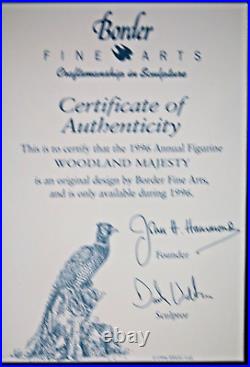 Border
FINE ARTS
Craftsmanship in Sculpture
Certificate of
Authenticity
This is to certify that the 1996 Annual Figurine
WOODLAND MAJESTY
is an original design by Border Fine Arts,
and is only available during 1996.
Founder
Sculptor